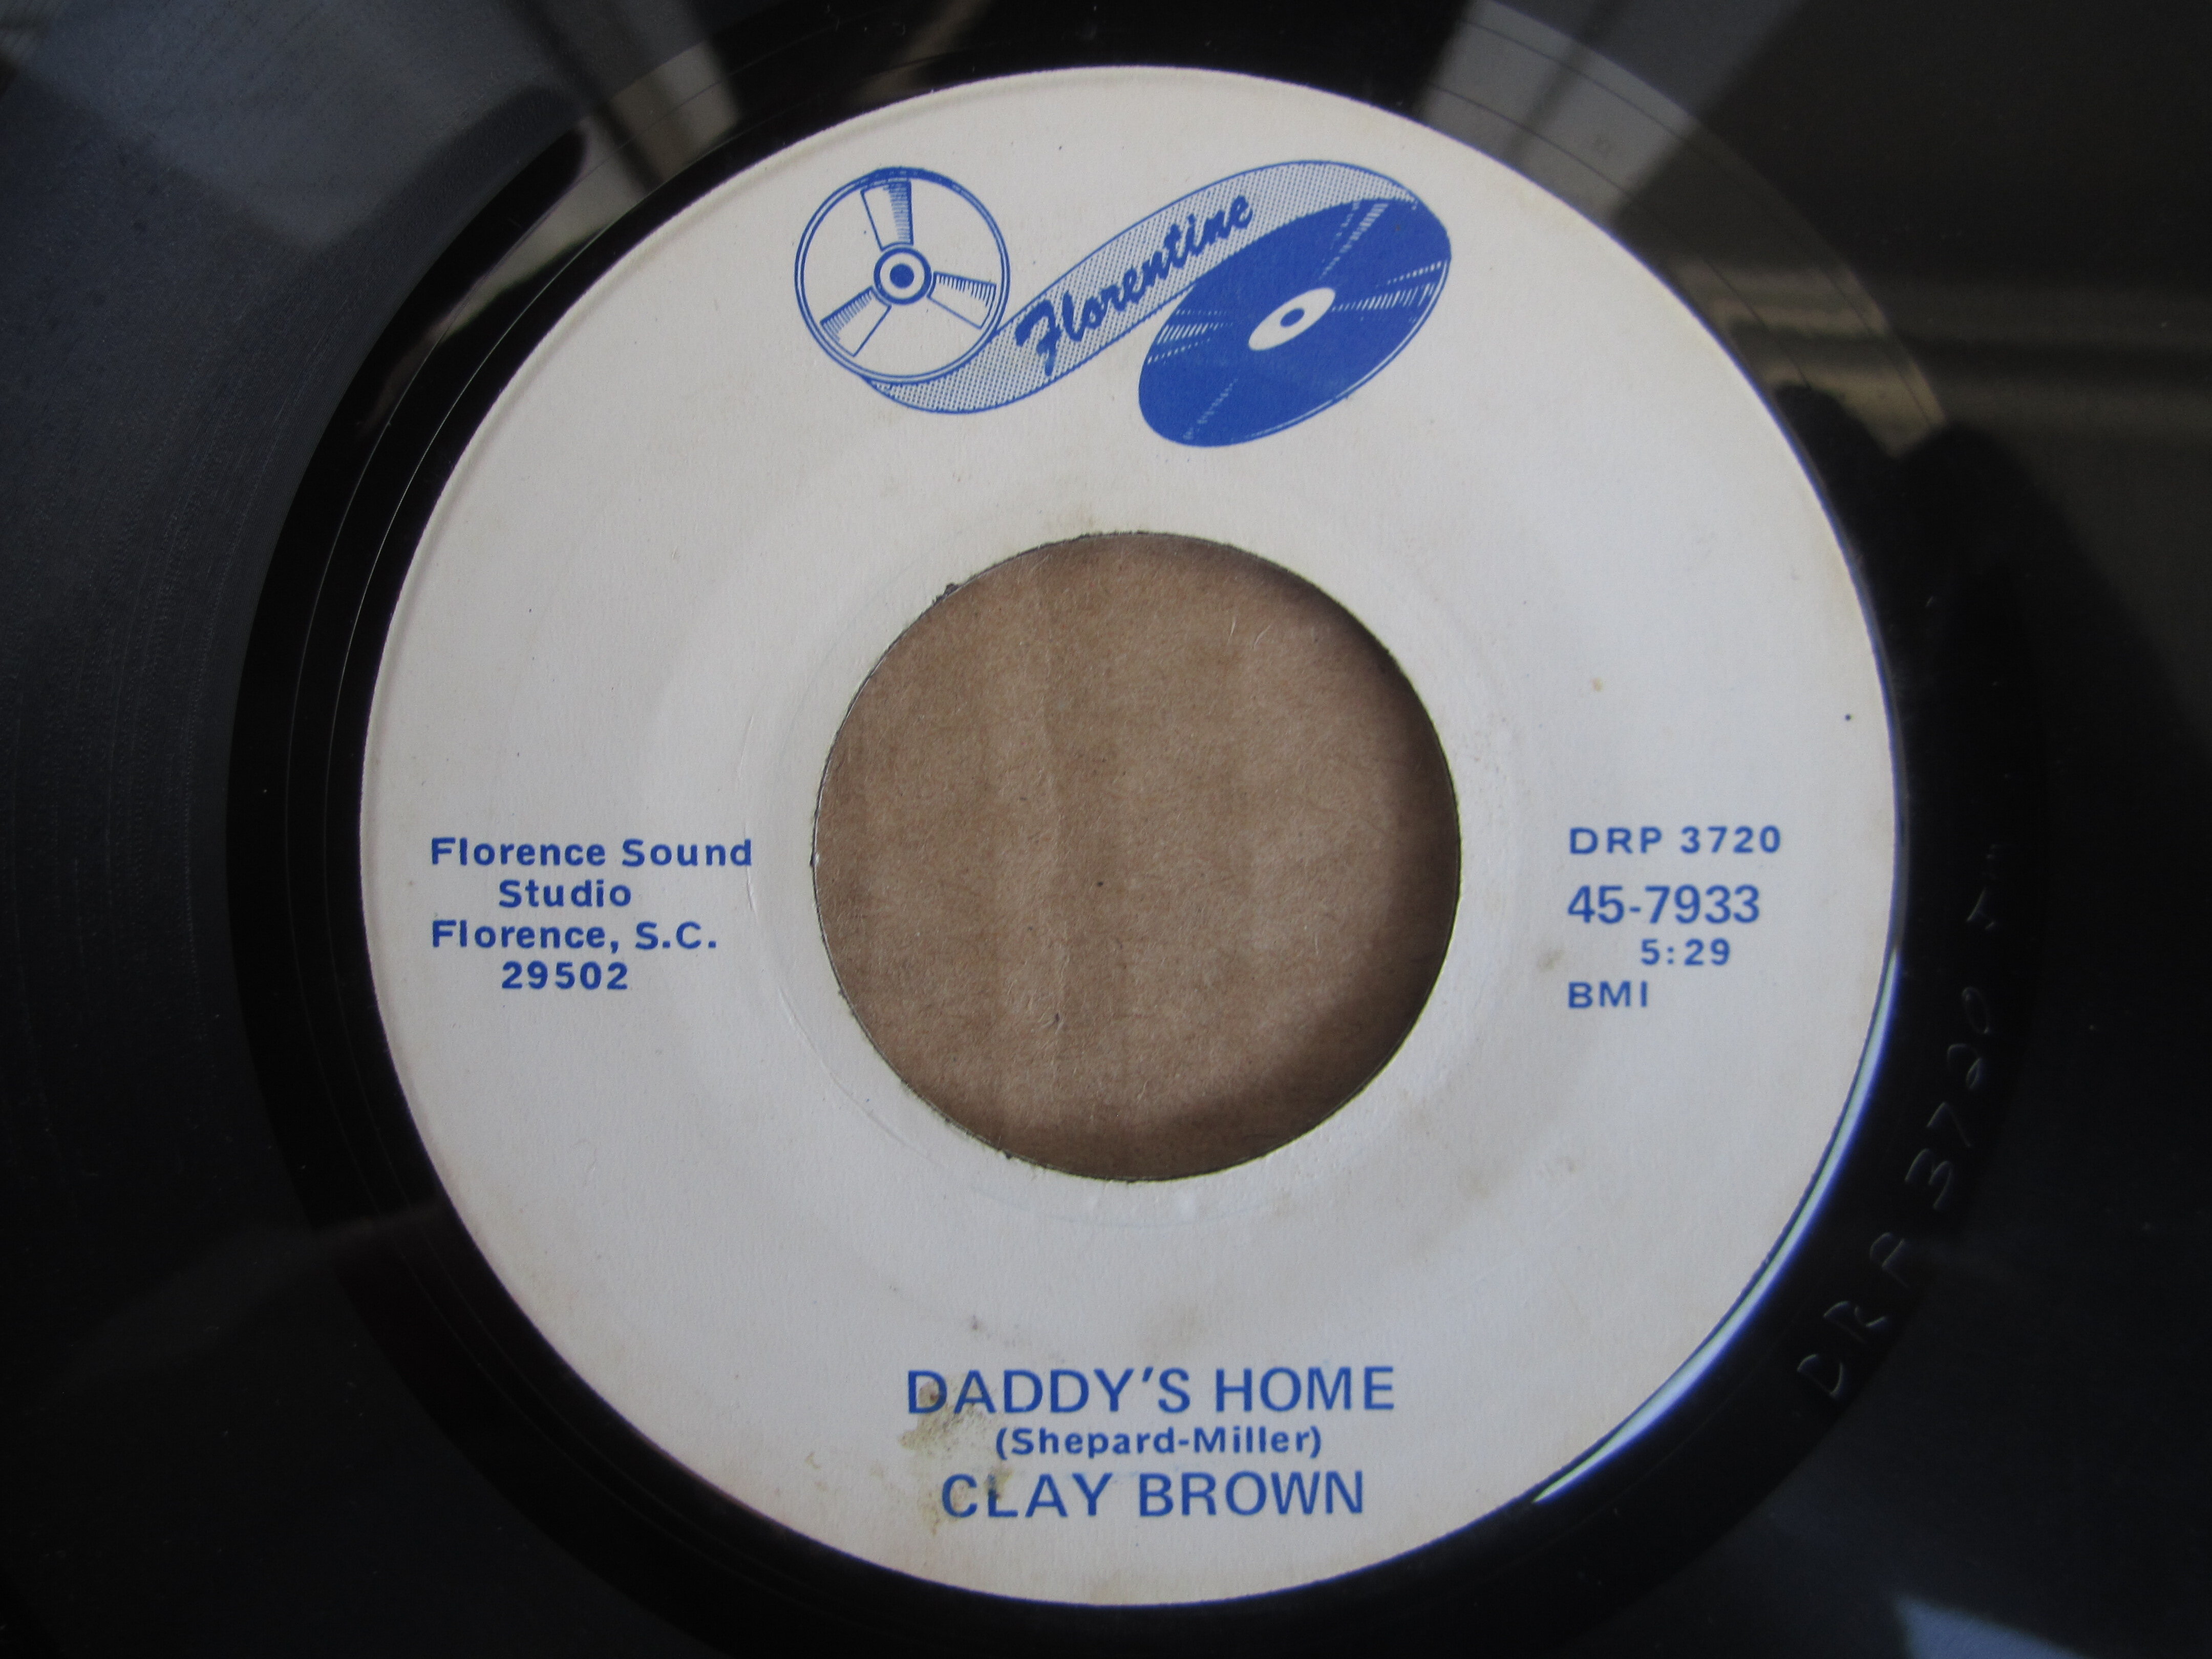 Florentine
Florence Sound
Studio
Florence, S.C.
29502
DRP 3720
45-7933
5:29
BMI
DADDY'S HOME
(Shepard-Miller)
CLAY BROWN